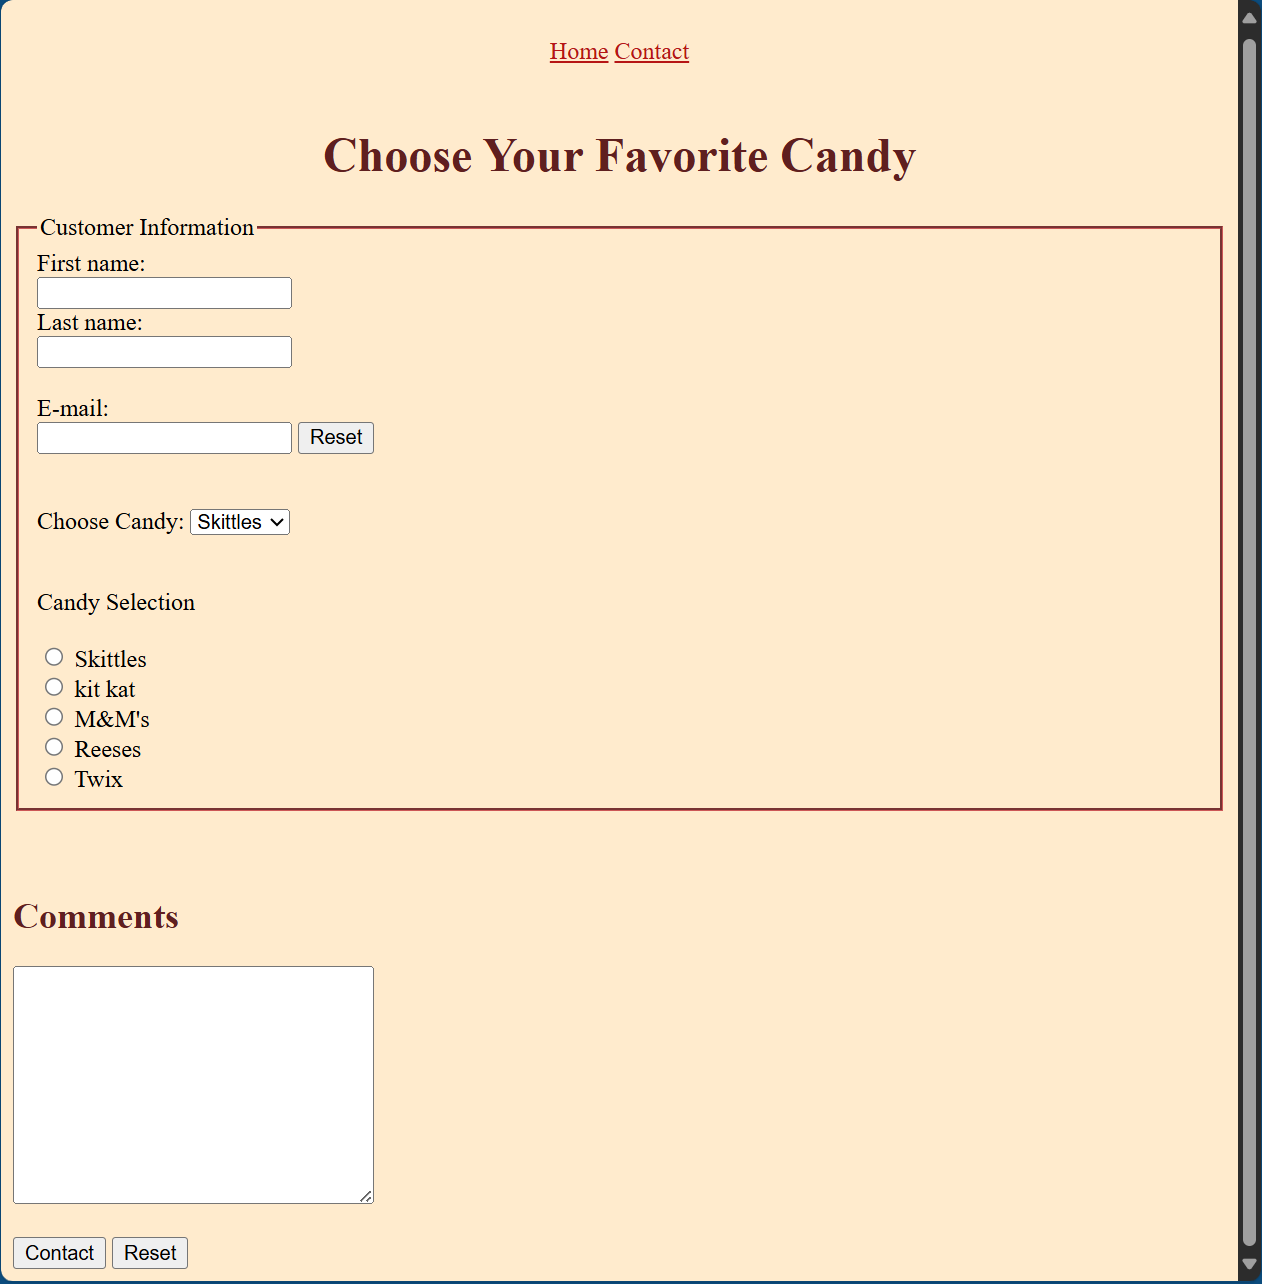 Home Contact
Choose Your Favorite Candy
Customer Information
First name:
Last name:
E-mail:
Reset
Choose Candy: Skittles
Candy Selection
Skittles
kit kat
M&M's
Reeses
Twix
Comments
Contact Reset